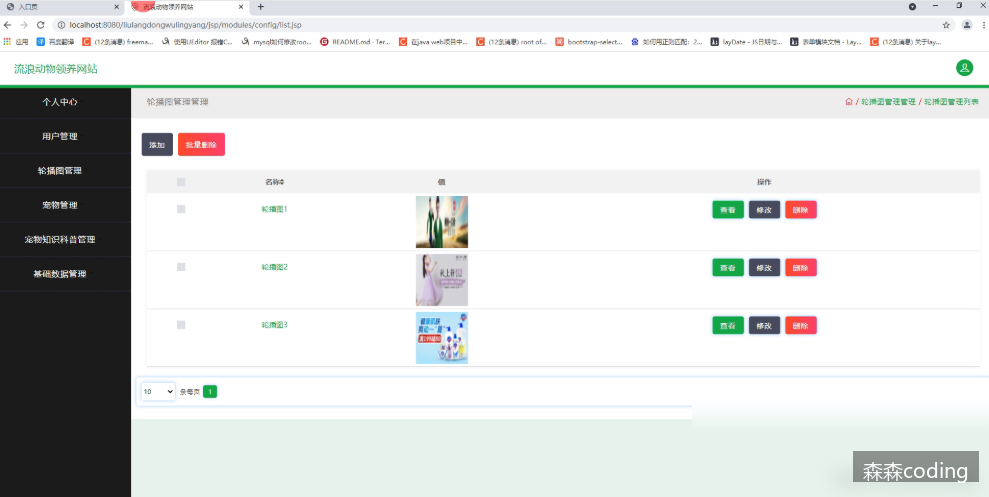 入口页
流浪动物领养网站
localhost:8080/liulangdongwulingyang/jsp/modules/config/list.jsp
应用 百度翻译 (12条消息) freema... 使用UEditor 报错C... mysql如何修改roo... README.md · Ter... 在java web项目中... (12条消息) root of... bootstrap-select... 如何用正则匹配：2... layDate - JS日期与... 表单模块文档 - Lay... (12条消息) 关于lay...
流浪动物领养网站
个人中心
用户管理
轮播图管理
宠物管理
宠物知识科普管理
基础数据管理
轮播图管理管理
/ 轮播图管理管理 / 轮播图管理列表
添加 批量删除
名称 值 操作
轮播图1 查看 修改 删除
轮播图2 查看 修改 删除
轮播图3 查看 修改 删除
10 条每页 1
森森coding